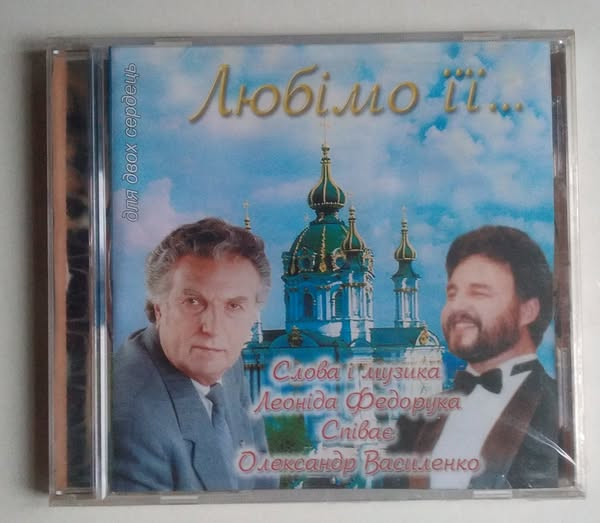 Любімо її...
для двох сердець
Слова і музика
Леоніда Федорука
Співає
Олександр Василенко